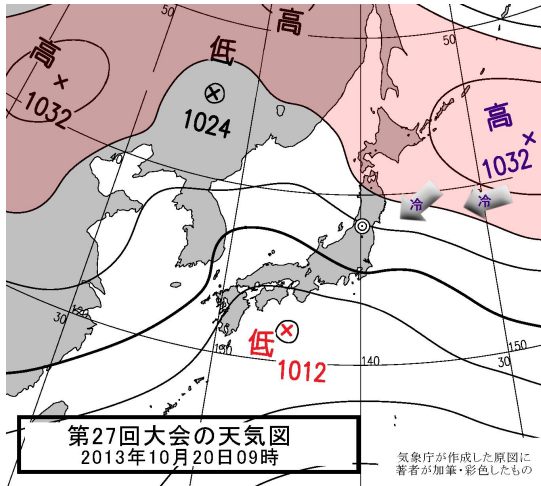 50
50
高
1032
低
1024
高
高
1032
40
冷
冷
30
130
低
1012
140
150
30
第27回大会の天気図
2013年10月20日09時
気象庁が作成した原図に
著者が加筆・彩色したもの